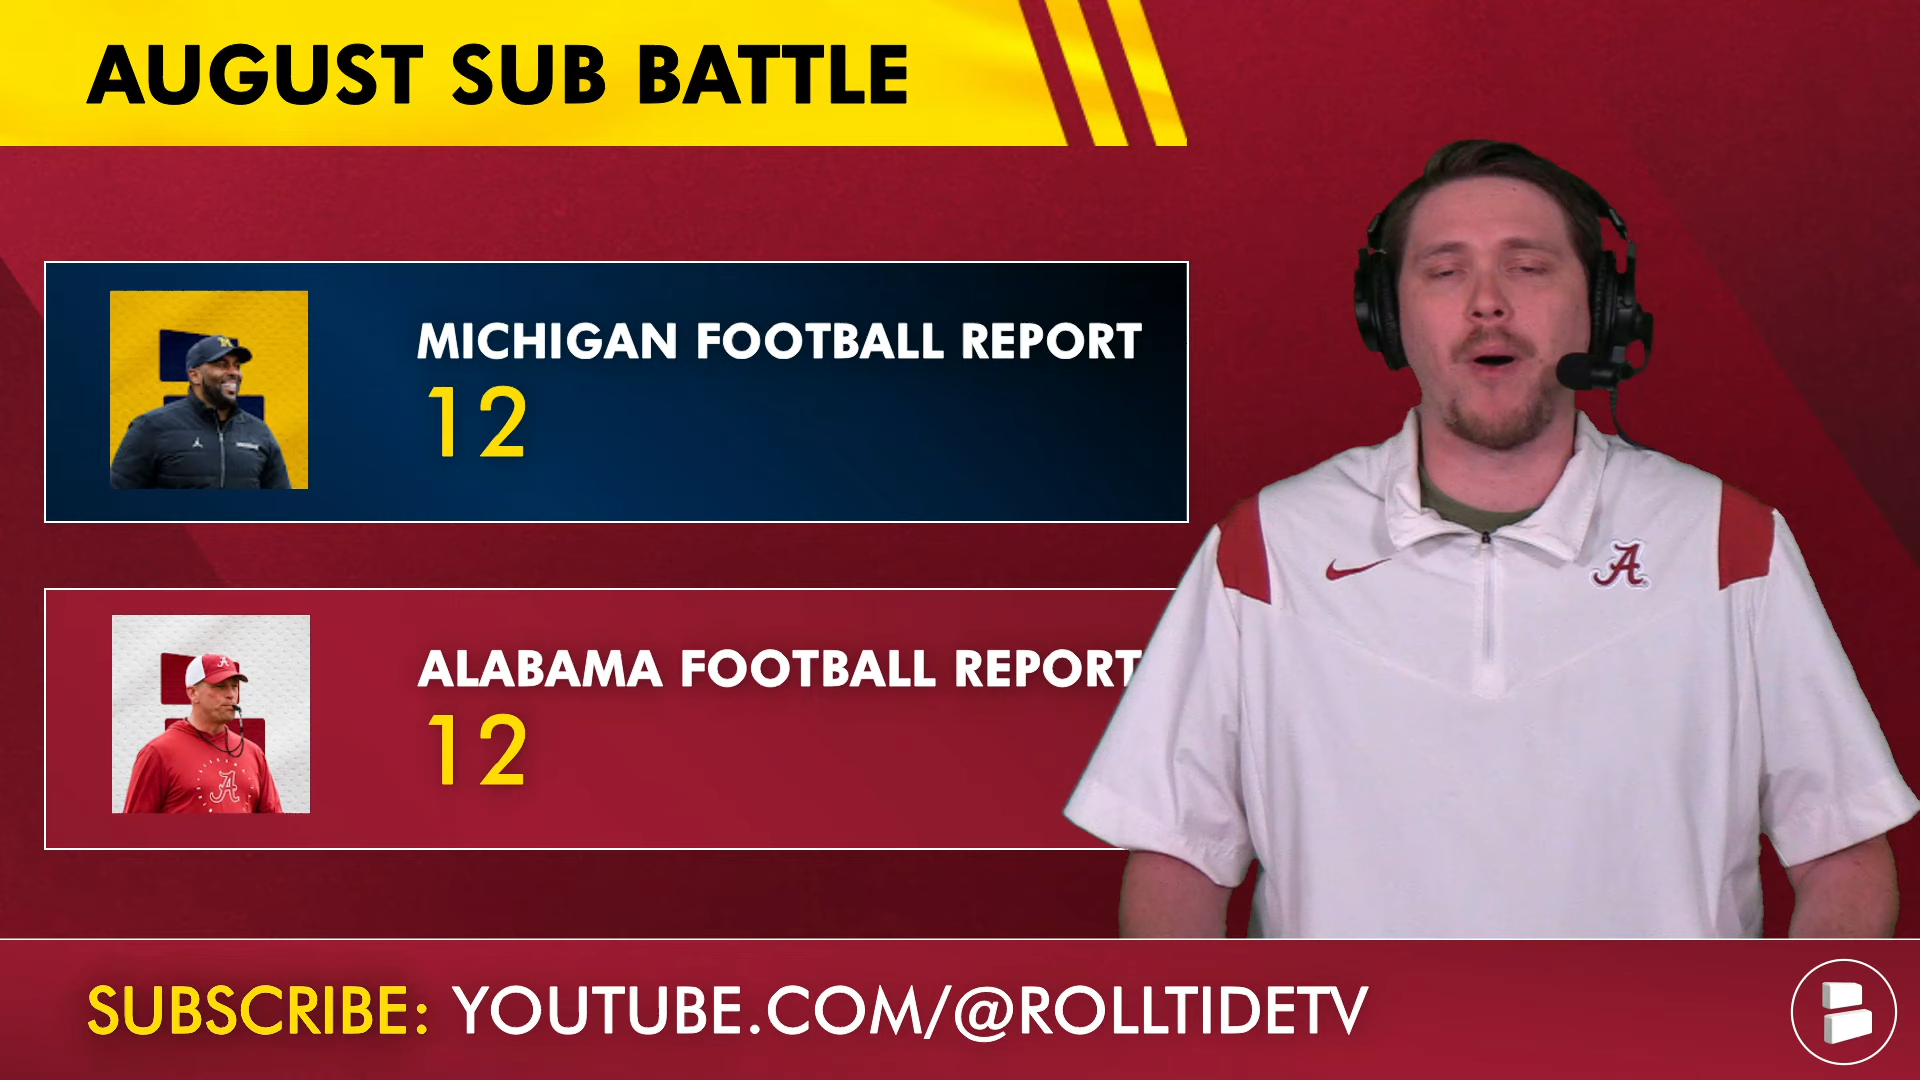 AUGUST SUB BATTLE
MICHIGAN FOOTBALL REPORT
12
ALABAMA FOOTBALL REPORT
12
SUBSCRIBE: YOUTUBE.COM/@ROLLTIDETV